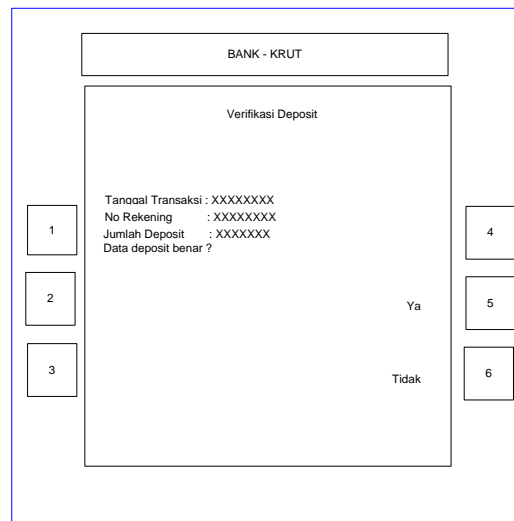 BANK - KRUT
Verifikasi Deposit
Tanggal Transaksi : XXXXXXXX
No Rekening : XXXXXXXX
Jumlah Deposit : XXXXXXX
Data deposit benar ?
1
4
2
Ya
5
3
Tidak
6